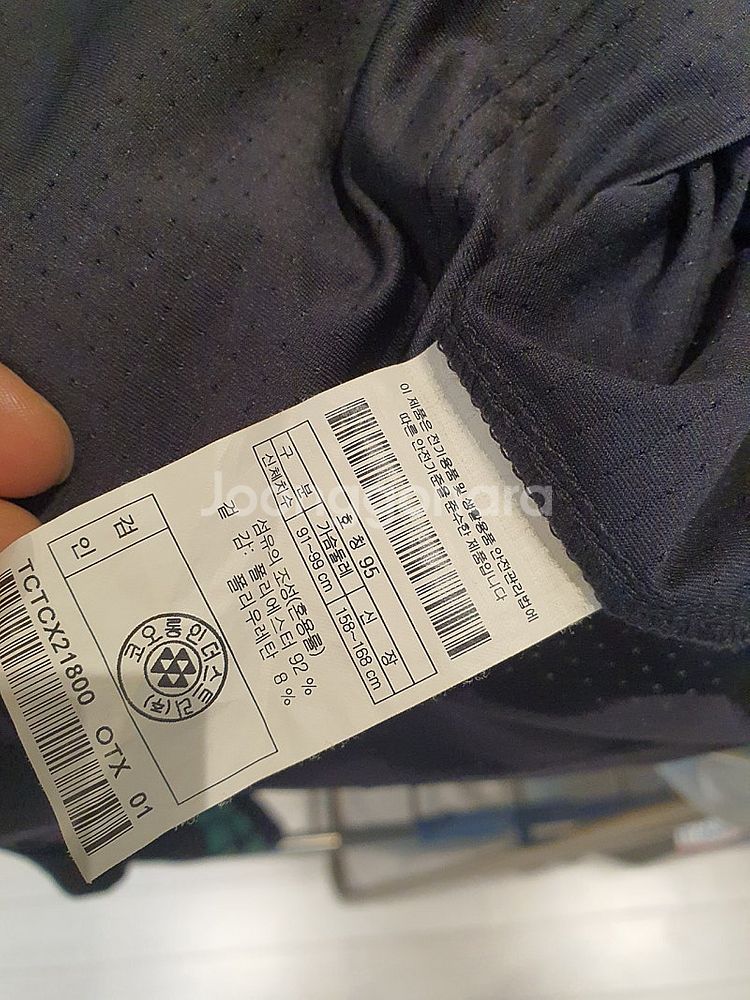 이 제품은 전기용품 및 생활용품 안전관리법에
따른 안전기준을 준수한 제품입니다
호 칭 95
구 분 가슴둘레 신 장
신체치수 91-99 cm 158~168 cm
섬유의 조성(혼용률)
겉 감: 폴리에스터 92 %
폴리우레탄 8 %
검 인
코오롱인더스트리(주)
TCTCX21800 OTX 01
Joonggonara